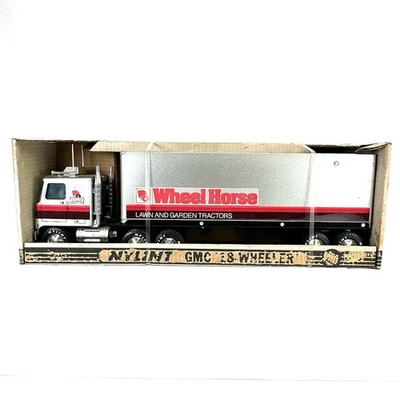 Wheel Horse
LAWN AND GARDEN TRACTORS
NYLINT GMC 18-WHEELER